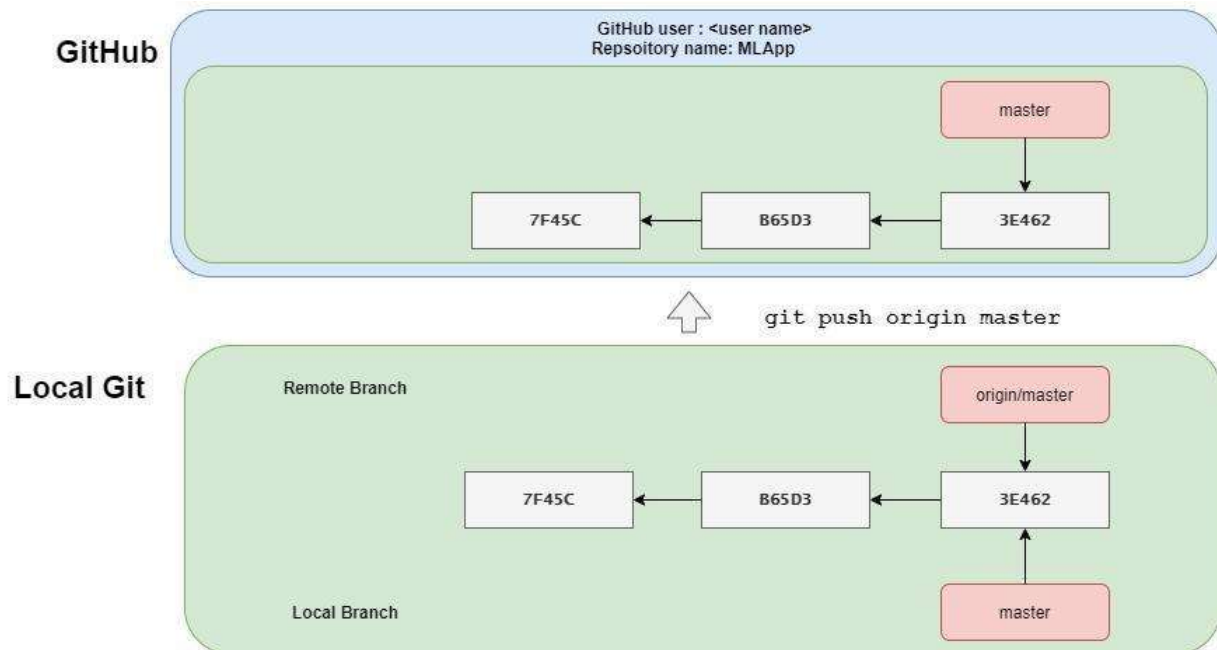 GitHub
GitHub user : <user name>
Repsoitory name: MLApp
master
7F45C
B65D3
3E462
git push origin master
Local Git
Remote Branch
origin/master
7F45C
B65D3
3E462
Local Branch
master